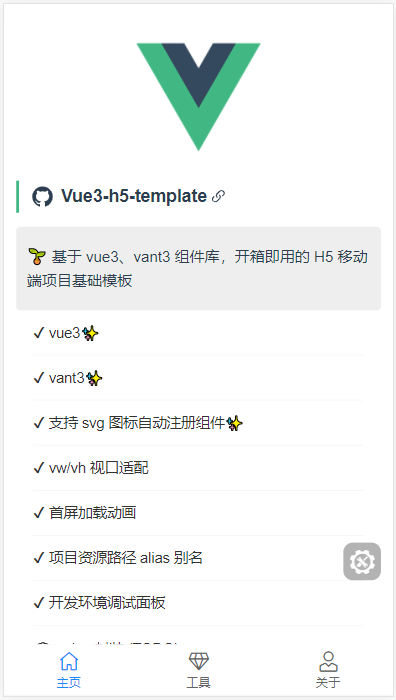 Vue3-h5-template
🌱 基于 vue3、vant3 组件库，开箱即用的 H5 移动
端项目基础模板
✓ vue3✨
✓ vant3✨
✓ 支持 svg 图标自动注册组件✨
✓ vw/vh 视口适配
✓ 首屏加载动画
✓ 项目资源路径 alias 别名
✓ 开发环境调试面板
主页
工具
关于